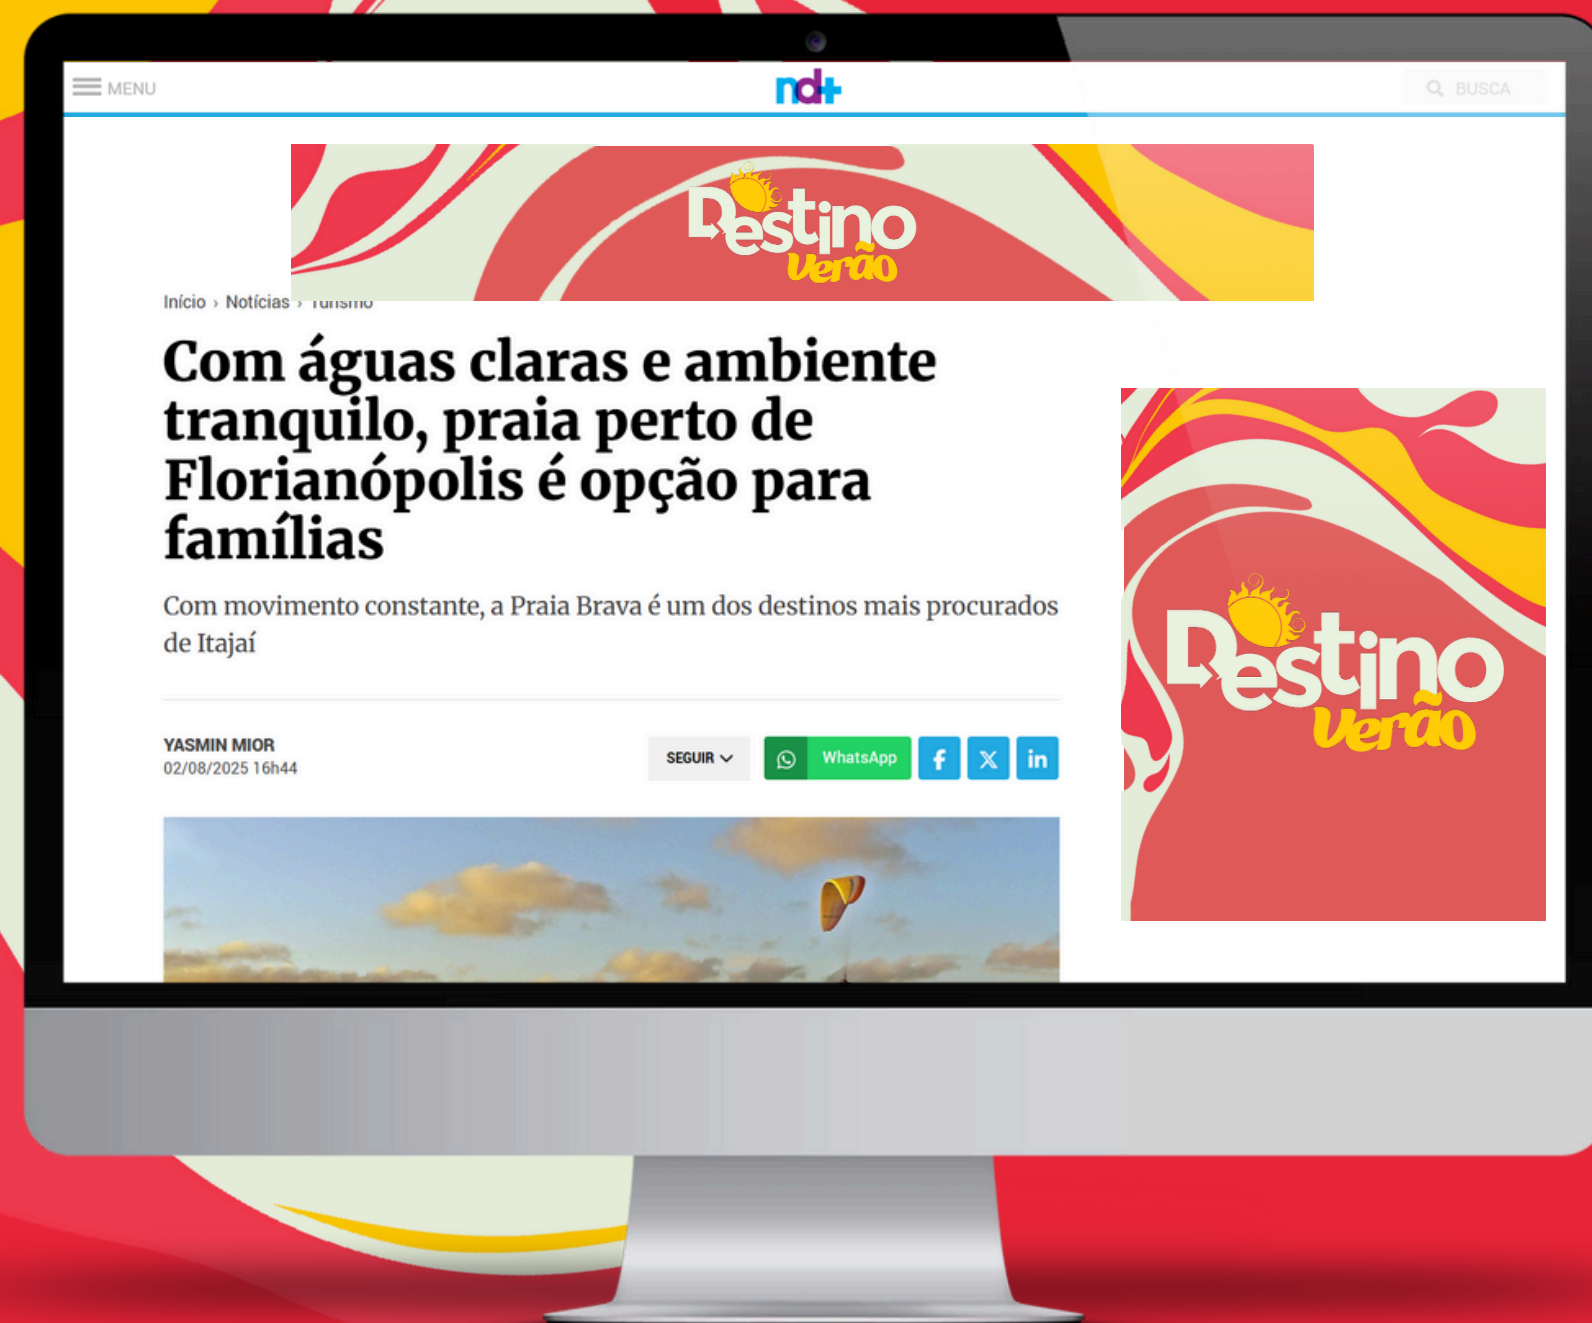 MENU
nd+
BUSCA
Destino
Verão
Início › Notícias › Turismo
Com águas claras e ambiente
tranquilo, praia perto de
Florianópolis é opção para
famílias
Com movimento constante, a Praia Brava é um dos destinos mais procurados
de Itajaí
YASMIN MIOR
02/08/2025 16h44
SEGUIR
WhatsApp
f
X
in
Destino
Verão